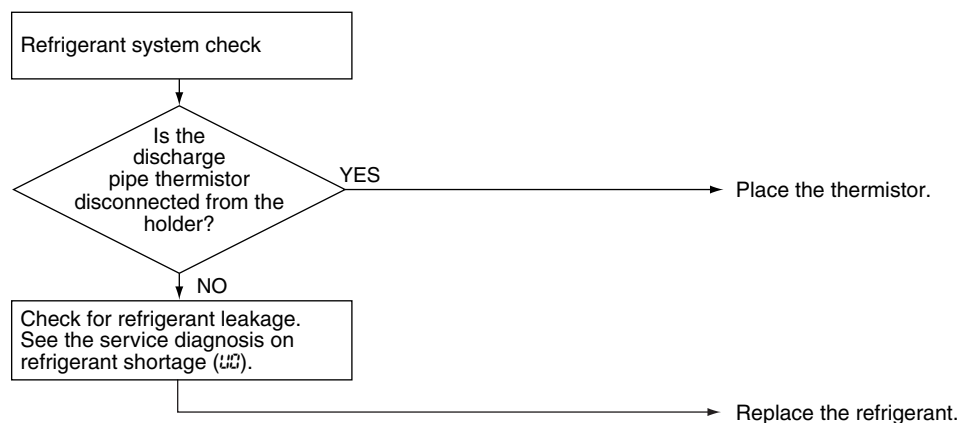 Refrigerant system check
Is the
discharge
pipe thermistor
disconnected from the
holder?
YES
Place the thermistor.
NO
Check for refrigerant leakage.
See the service diagnosis on
refrigerant shortage (U0).
Replace the refrigerant.